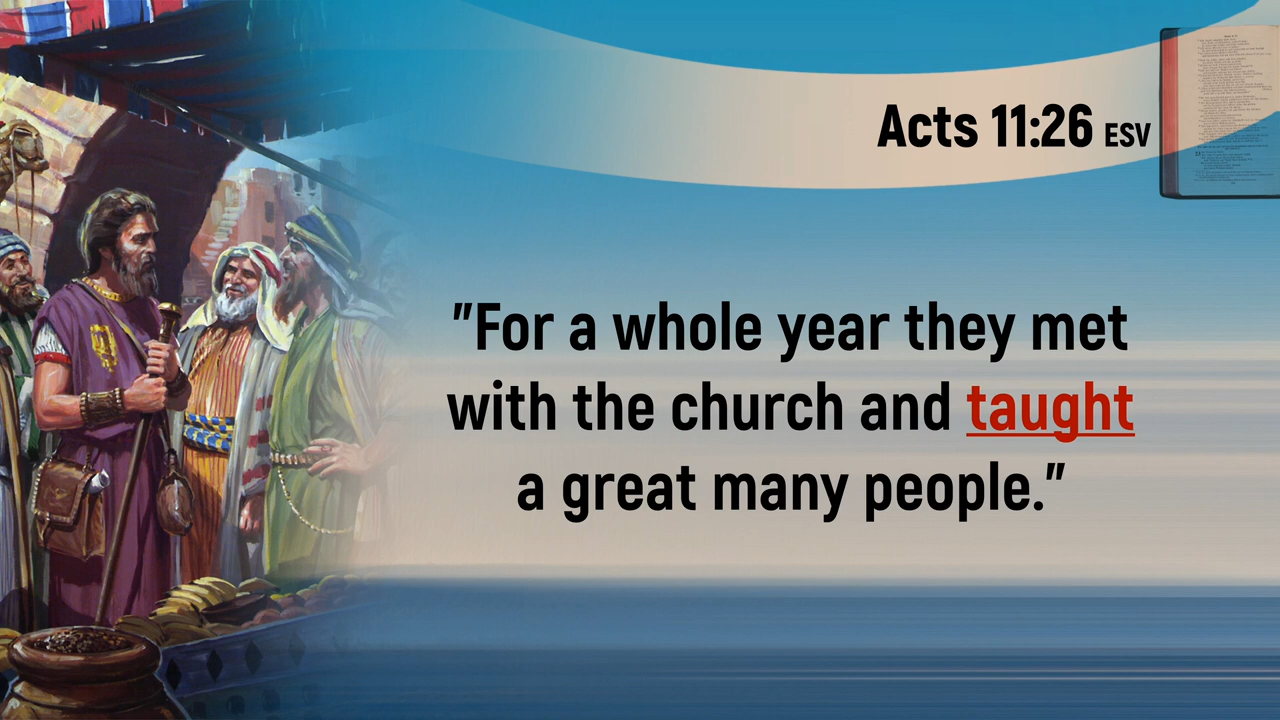 Acts 11:26 ESV
"For a whole year they met
with the church and taught
a great many people."